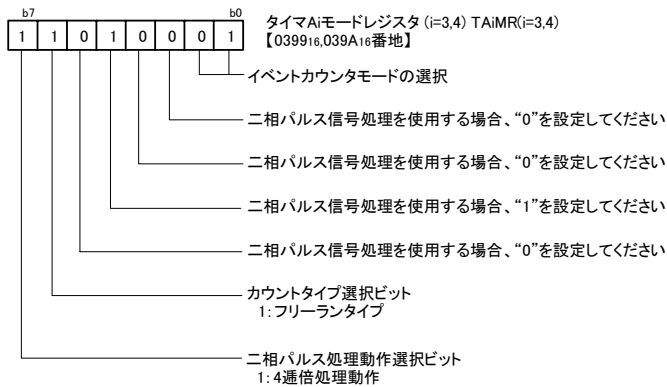 b7 b0
1 1 0 1 0 0 0 1
タイマAiモードレジスタ (i=3,4) TAiMR(i=3,4)
【039916,039A16番地】
イベントカウンタモードの選択
二相パルス信号処理を使用する場合、“0”を設定してください
二相パルス信号処理を使用する場合、“0”を設定してください
二相パルス信号処理を使用する場合、“1”を設定してください
二相パルス信号処理を使用する場合、“0”を設定してください
カウントタイプ選択ビット
1:フリーランタイプ
二相パルス処理動作選択ビット
1:4逓倍処理動作